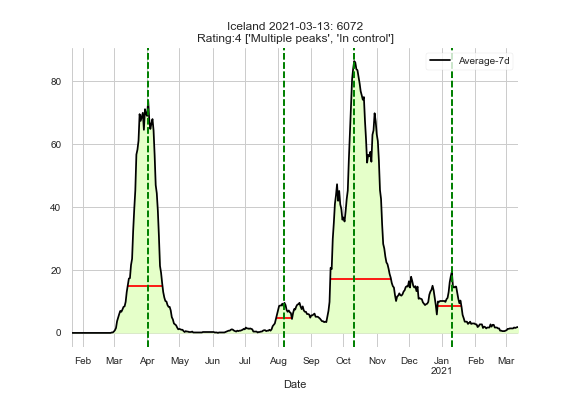 Iceland 2021-03-13: 6072
Rating:4 ['Multiple peaks', 'In control']
Average-7d
80
60
40
20
0
Feb Mar Apr May Jun Jul Aug Sep Oct Nov Dec Jan Feb Mar
2021
Date